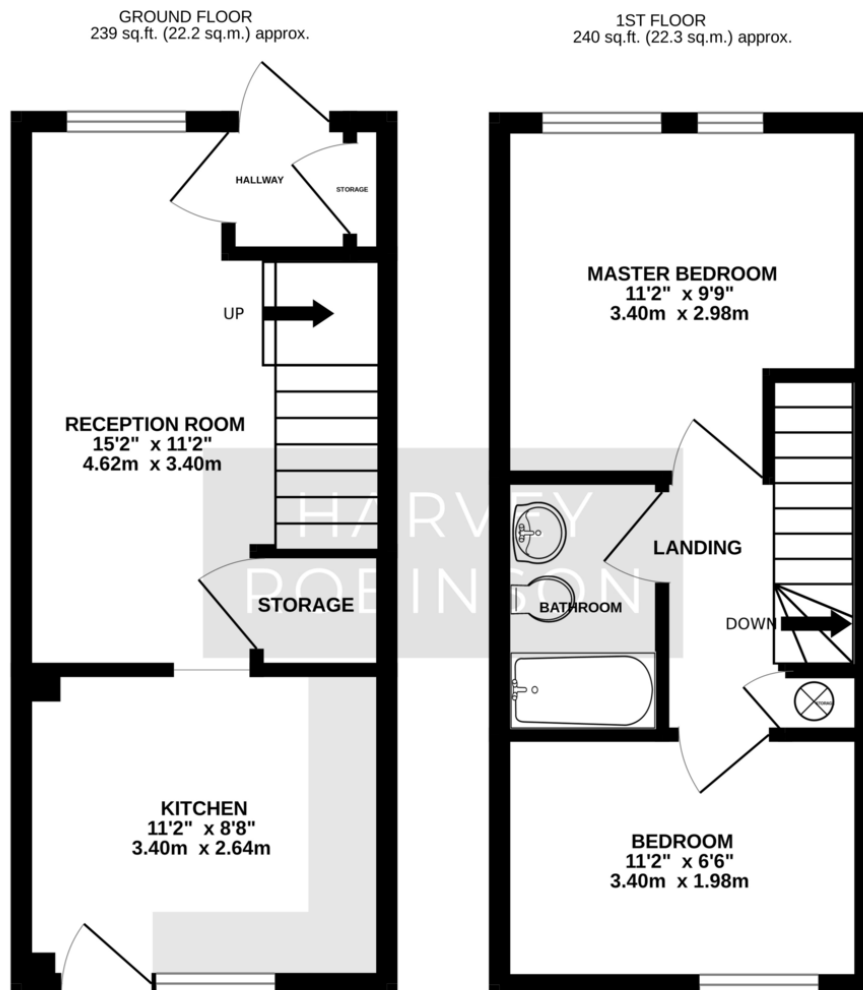 GROUND FLOOR
239 sq.ft. (22.2 sq.m.) approx.
HALLWAY
STORAGE
UP
RECEPTION ROOM
15'2" x 11'2"
4.62m x 3.40m
STORAGE
KITCHEN
11'2" x 8'8"
3.40m x 2.64m
1ST FLOOR
240 sq.ft. (22.3 sq.m.) approx.
MASTER BEDROOM
11'2" x 9'9"
3.40m x 2.98m
LANDING
BATHROOM
DOWN
STORAGE
BEDROOM
11'2" x 6'6"
3.40m x 1.98m
HARVEY
ROBINSON